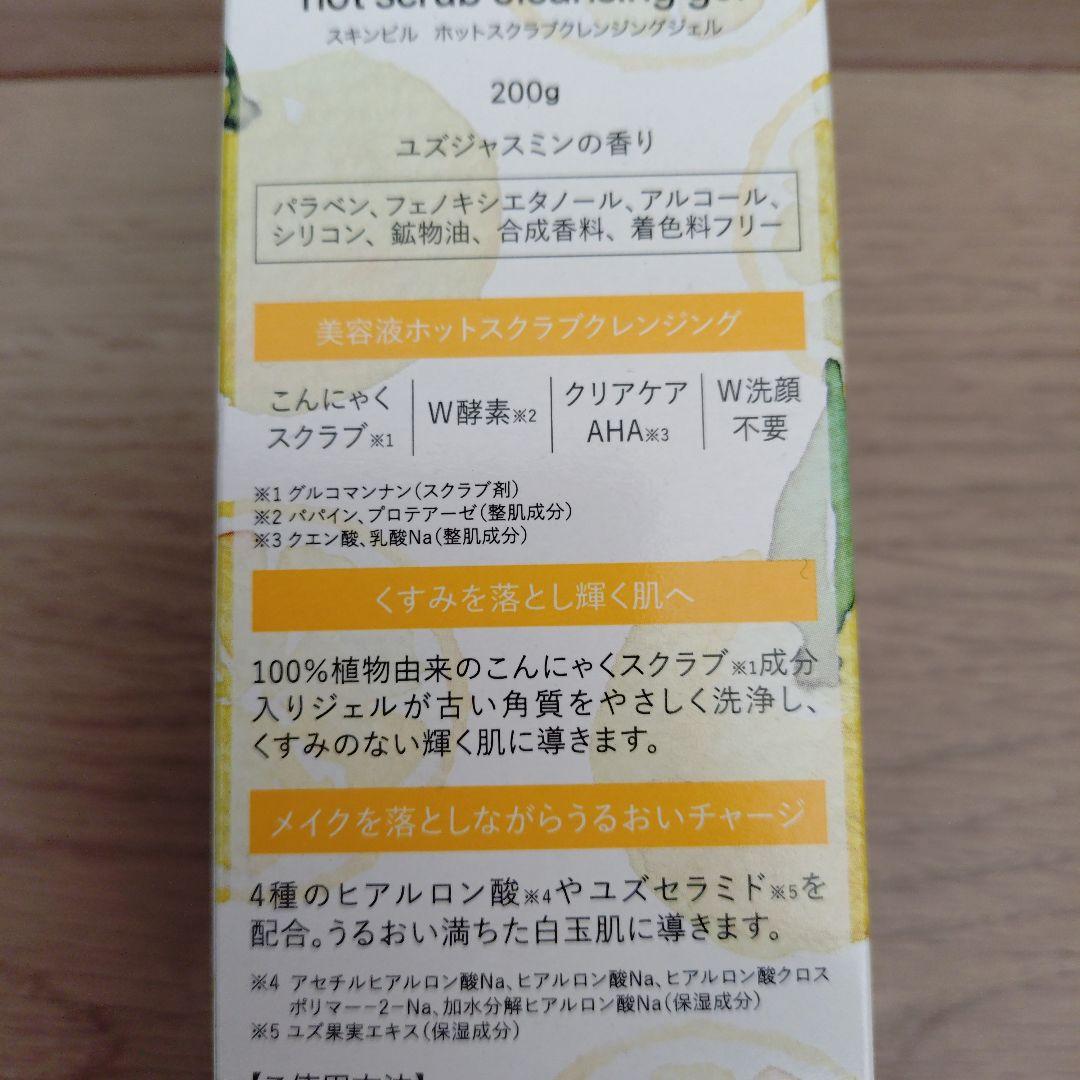 hot scrub cleansing gel
スキンビル ホットスクラブクレンジングジェル
200g
ユズジャスミンの香り
パラベン、フェノキシエタノール、アルコール、
シリコン、鉱物油、合成香料、着色料フリー
美容液ホットスクラブクレンジング
こんにゃく
スクラブ※1
W酵素※2
クリアケア
AHA※3
W洗顔
不要
※1 グルコマンナン(スクラブ剤)
※2 パパイン、プロテアーゼ(整肌成分)
※3 クエン酸、乳酸Na(整肌成分)
くすみを落とし輝く肌へ
100%植物由来のこんにゃくスクラブ※1成分
入りジェルが古い角質をやさしく洗浄し、
くすみのない輝く肌に導きます。
メイクを落としながらうるおいチャージ
4種のヒアルロン酸※4やユズセラミド※5を
配合。うるおい満ちた白玉肌に導きます。
※4 アセチルヒアルロン酸Na、ヒアルロン酸Na、ヒアルロン酸クロス
ポリマー-2-Na、加水分解ヒアルロン酸Na(保湿成分)
※5 ユズ果実エキス(保湿成分)
【ご使用方法】